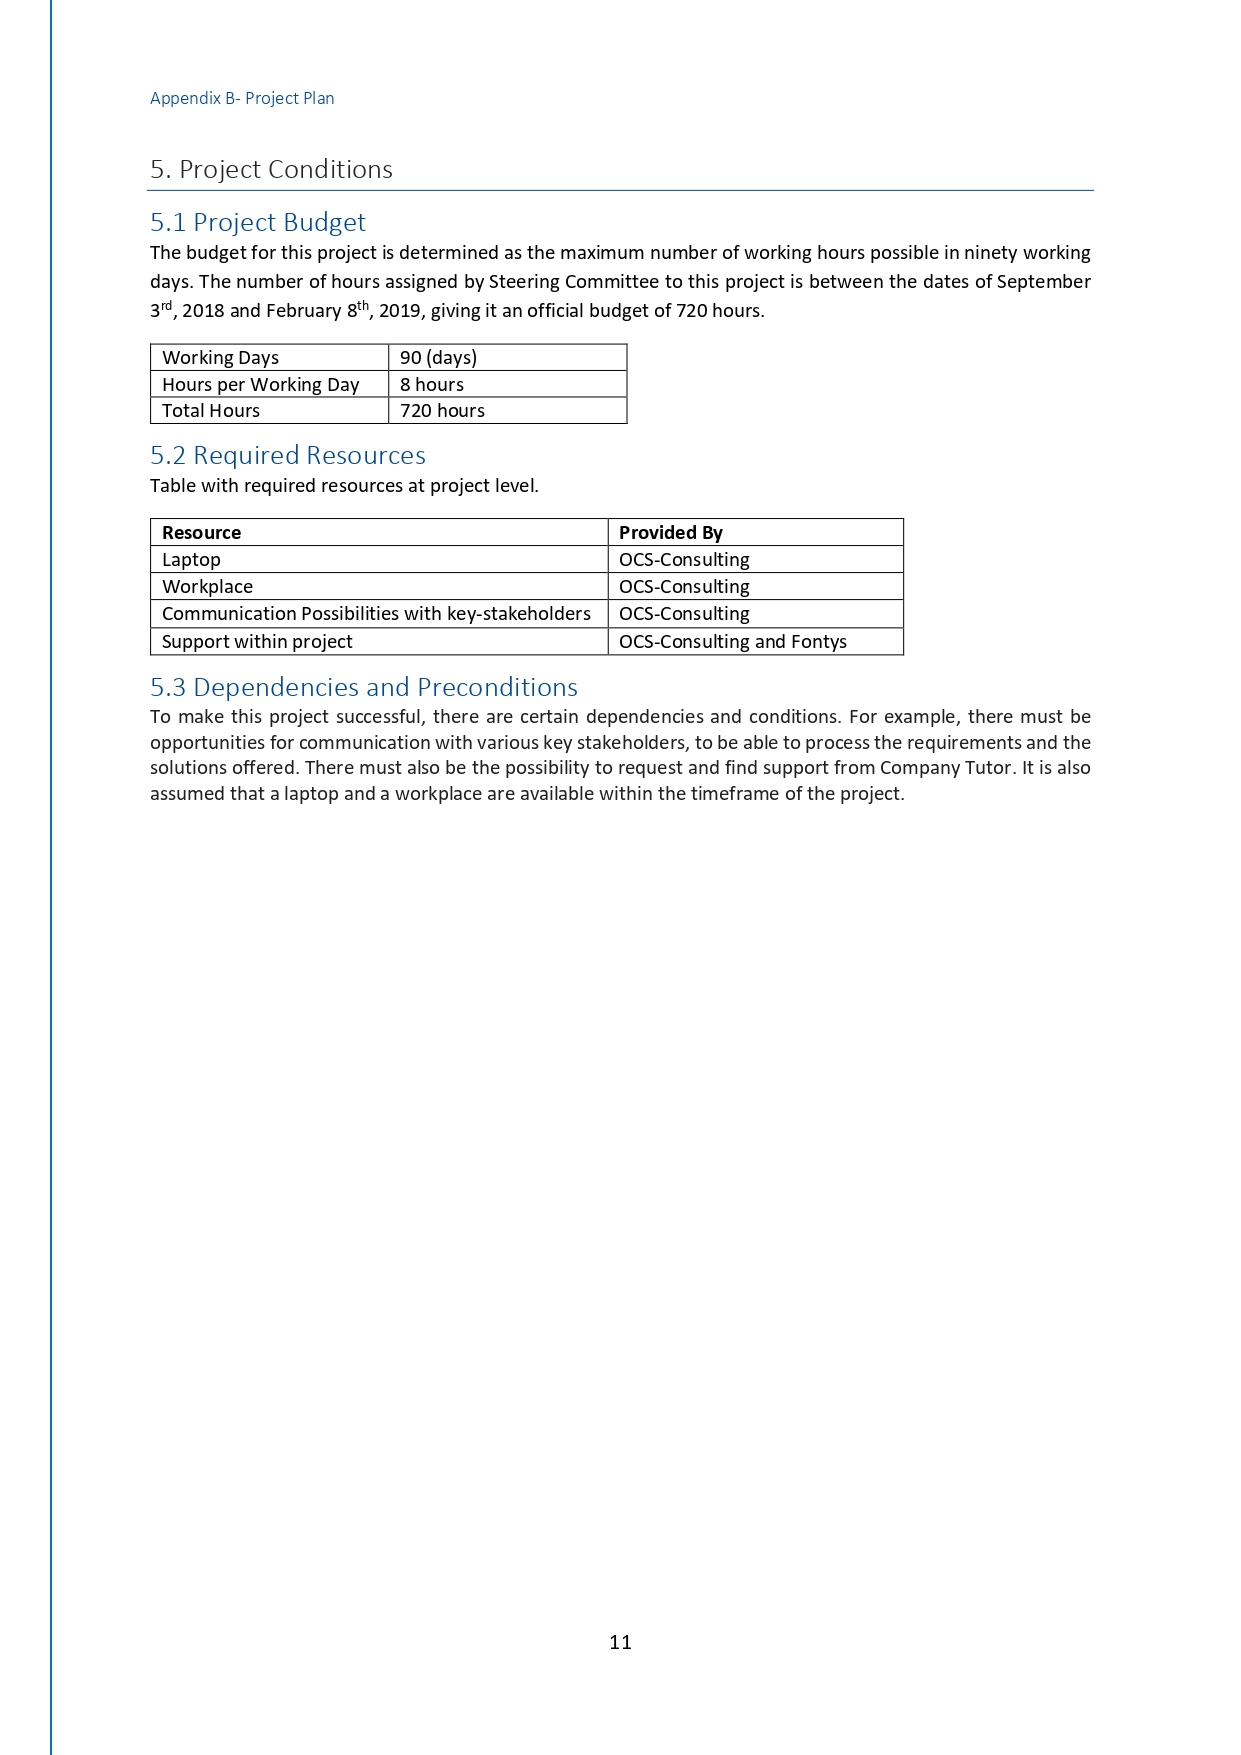 Appendix B- Project Plan
5. Project Conditions
5.1 Project Budget
The budget for this project is determined as the maximum number of working hours possible in ninety working
days. The number of hours assigned by Steering Committee to this project is between the dates of September
3rd, 2018 and February 8th, 2019, giving it an official budget of 720 hours.
Working Days 90 (days)
Hours per Working Day 8 hours
Total Hours 720 hours
5.2 Required Resources
Table with required resources at project level.
Resource Provided By
Laptop OCS-Consulting
Workplace OCS-Consulting
Communication Possibilities with key-stakeholders OCS-Consulting
Support within project OCS-Consulting and Fontys
5.3 Dependencies and Preconditions
To make this project successful, there are certain dependencies and conditions. For example, there must be
opportunities for communication with various key stakeholders, to be able to process the requirements and the
solutions offered. There must also be the possibility to request and find support from Company Tutor. It is also
assumed that a laptop and a workplace are available within the timeframe of the project.
11